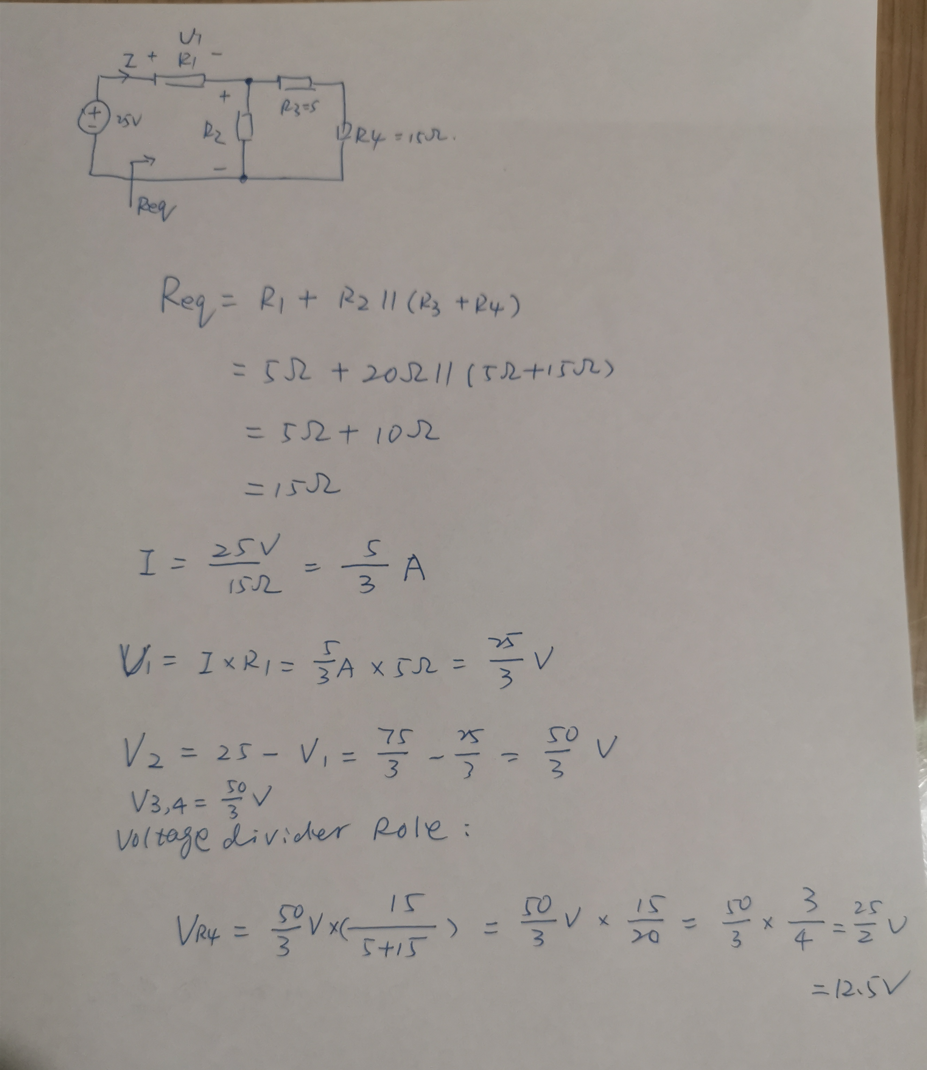 U1
I + R1 -
+
R3=5
25V
R2
R4 = 15Ω.
-
Req
Req = R1 + R2 || (R3 + R4)
= 5Ω + 20Ω || (5Ω+15Ω)
= 5Ω + 10Ω
= 15Ω
I = 25V/15Ω = 5/3 A
U1 = I × R1 = 5/3 A × 5Ω = 25/3 V
V2 = 25 - V1 = 75/3 - 25/3 = 50/3 V
V3,4 = 50/3 V
Voltage divider Role :
VR4 = 50/3 V × (15/5+15) = 50/3 V × 15/20 = 50/3 × 3/4 = 25/2 V
= 12.5V